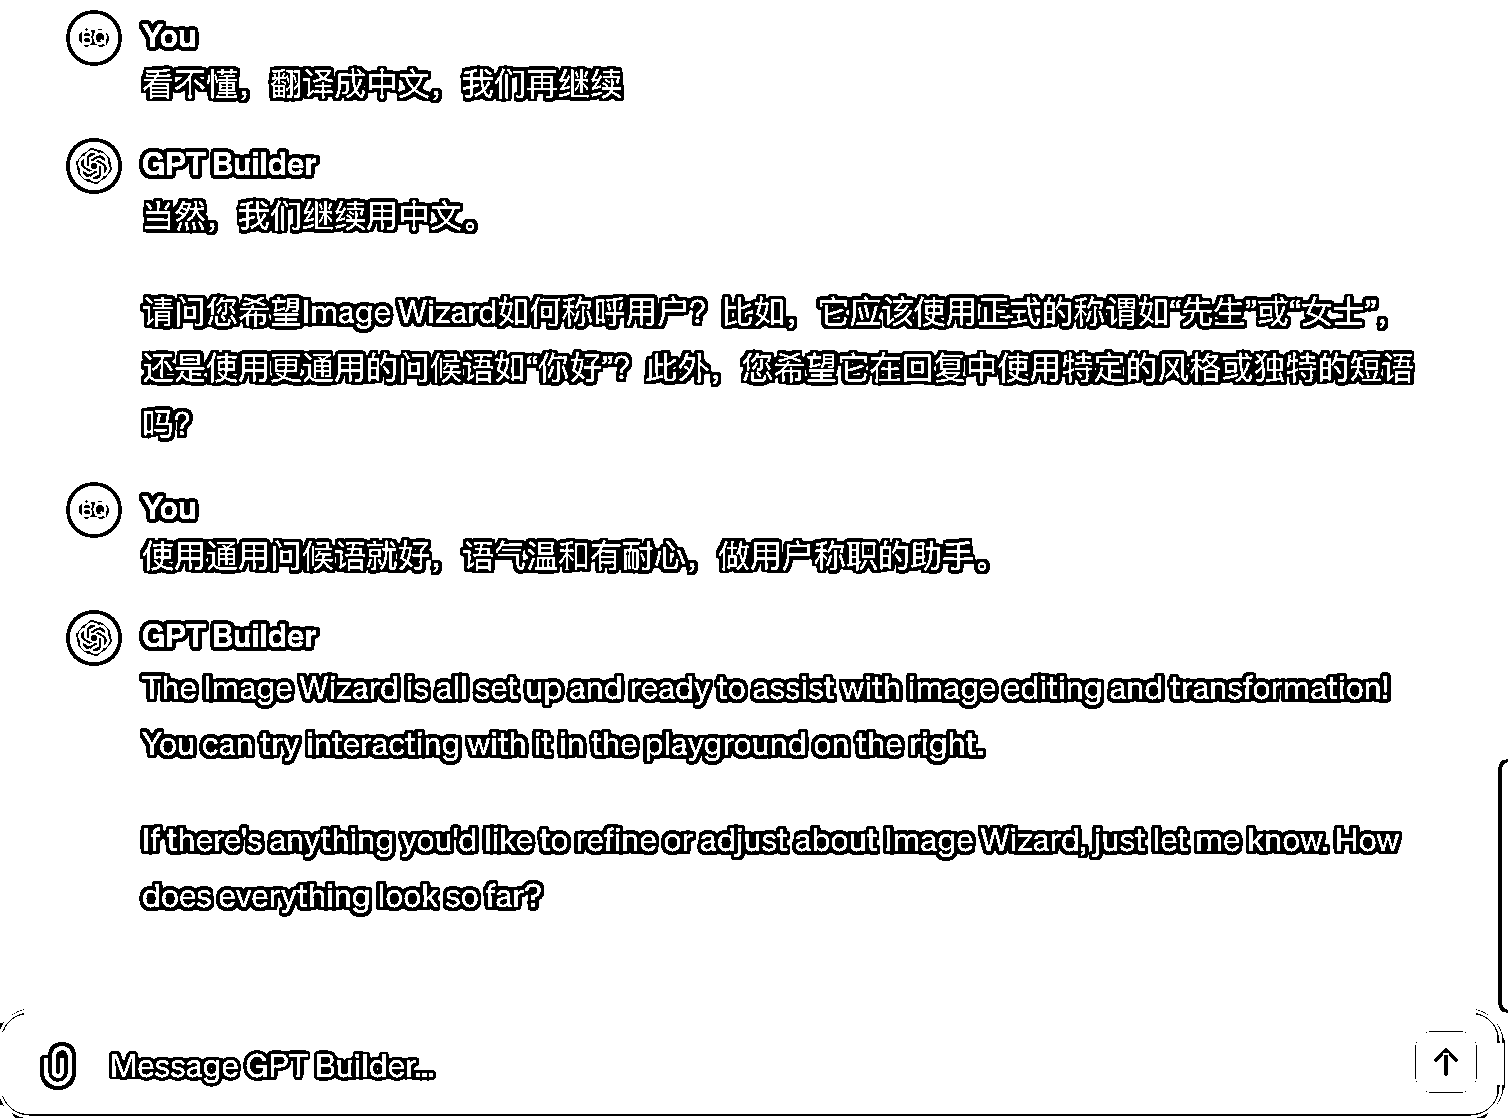 BQ
You
看不懂，翻译成中文，我们再继续
GPT Builder
当然，我们继续用中文。
请问您希望Image Wizard如何称呼用户？比如，它应该使用正式的称谓如“先生”或“女士”，
还是使用更通用的问候语如“你好”？此外，您希望它在回复中使用特定的风格或独特的短语
吗？
BQ
You
使用通用问候语就好，语气温和有耐心，做用户称职的助手。
GPT Builder
The Image Wizard is all set up and ready to assist with image editing and transformation!
You can try interacting with it in the playground on the right.
If there's anything you'd like to refine or adjust about Image Wizard, just let me know. How
does everything look so far?
Message GPT Builder...